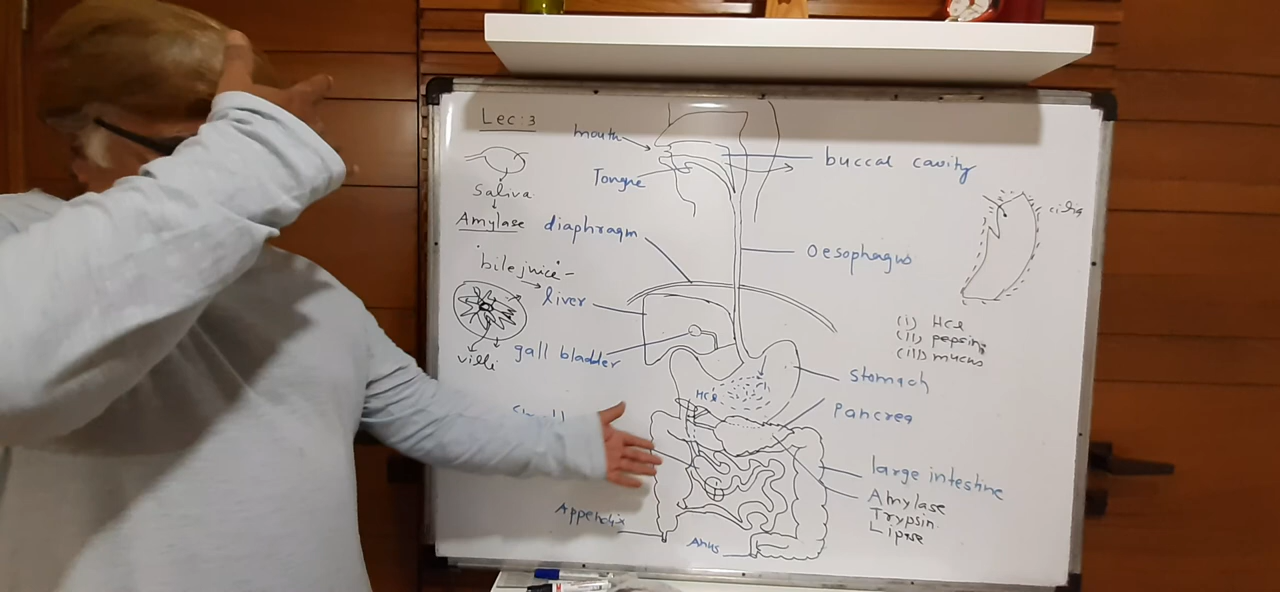 Lec:3
mouth
buccal cavity
Tongue
Saliva
Amylase
diaphragm
Oesophagus
cilia
bile juice
liver
(i) HCl
(ii) pepsin
(iii) mucus
villi
gall bladder
Stomach
HCl
Pancrea
large intestine
Amylase
Trypsin
Lipase
Appendix
Anus